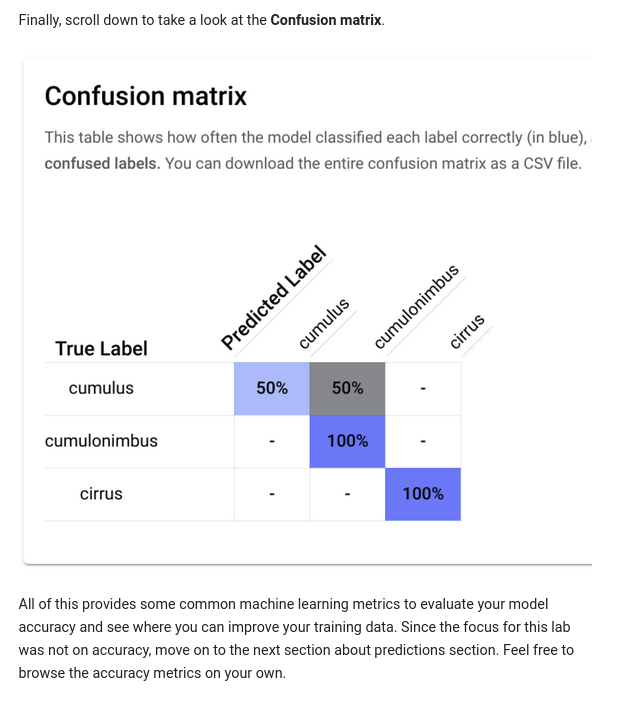 Finally, scroll down to take a look at the Confusion matrix.
Confusion matrix
This table shows how often the model classified each label correctly (in blue),
confused labels. You can download the entire confusion matrix as a CSV file.
Predicted Label
cumulus
cumulonimbus
cirrus
True Label
cumulus 50% 50% -
cumulonimbus - 100% -
cirrus - - 100%
All of this provides some common machine learning metrics to evaluate your model
accuracy and see where you can improve your training data. Since the focus for this lab
was not on accuracy, move on to the next section about predictions section. Feel free to
browse the accuracy metrics on your own.